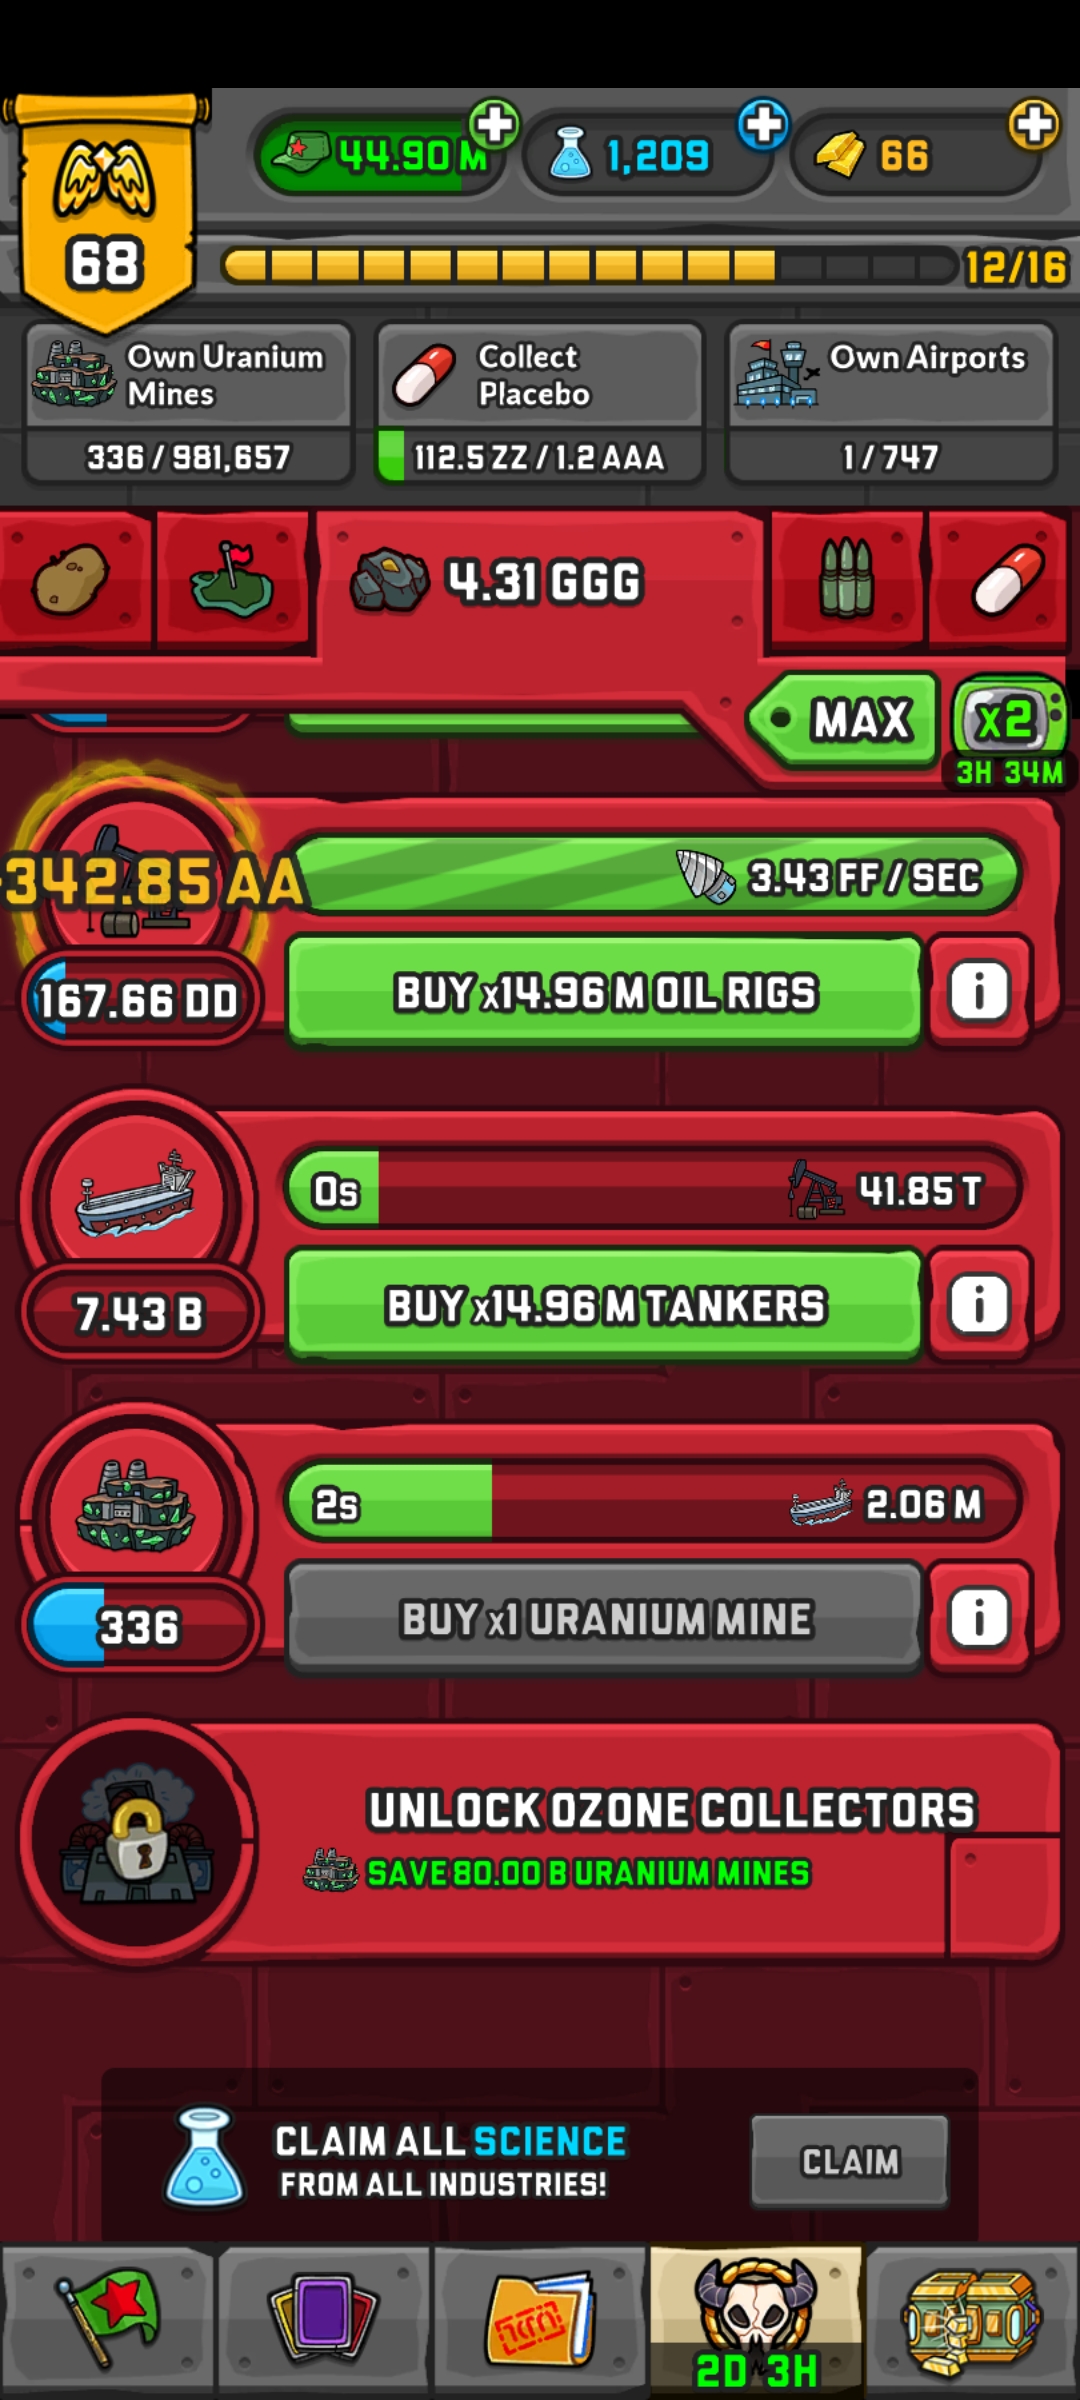 44.90 M
1,209
66
68
12/16
Own Uranium
Mines
336 / 981,657
Collect
Placebo
112.5 ZZ / 1.2 AAA
Own Airports
1 / 747
4.31 GGG
MAX
x2
3H 34M
342.85 AA
3.43 FF / SEC
167.66 DD
BUY x14.96 M OIL RIGS
i
0s
41.85 T
7.43 B
BUY x14.96 M TANKERS
i
2s
2.06 M
336
BUY x1 URANIUM MINE
i
UNLOCK OZONE COLLECTORS
SAVE 80.00 B URANIUM MINES
CLAIM ALL SCIENCE
FROM ALL INDUSTRIES!
CLAIM
2D 3H